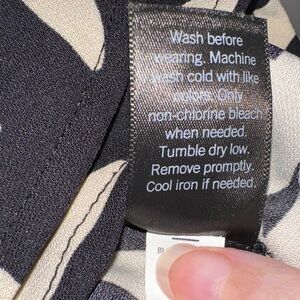 Wash before
wearing. Machine
wash cold with like
colors. Only
non-chlorine bleach
when needed.
Tumble dry low.
Remove promptly.
Cool iron if needed.